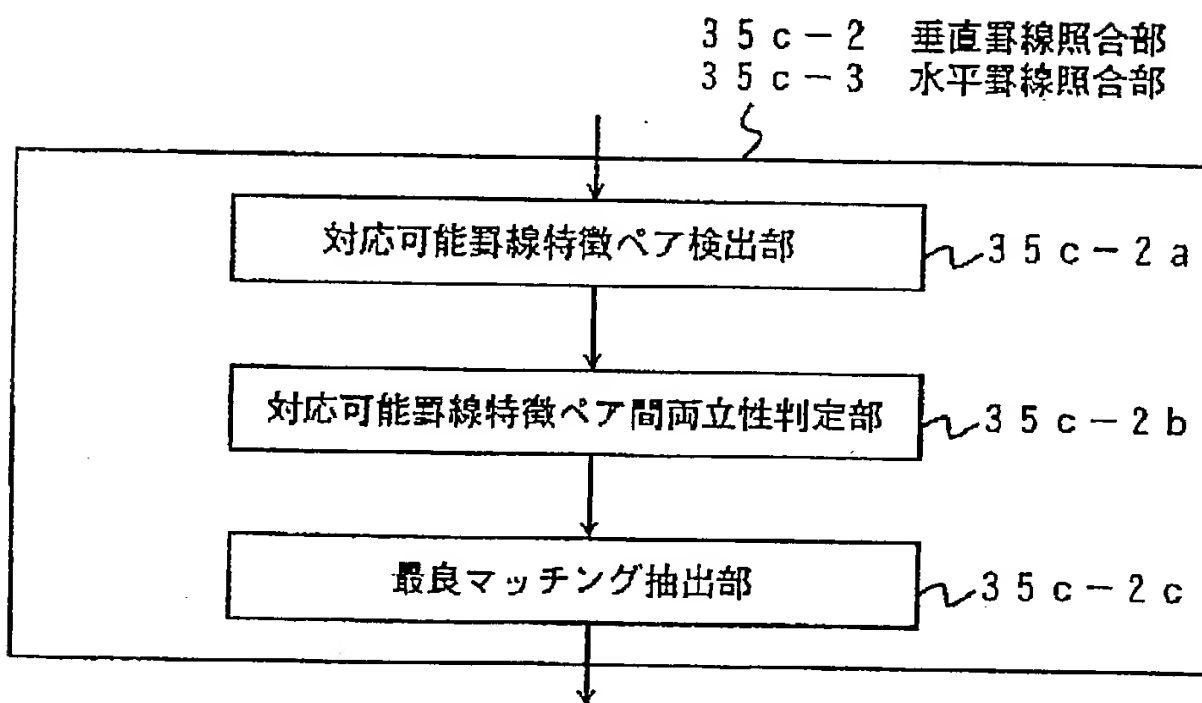 35c-2 垂直罫線照合部
35c-3 水平罫線照合部
対応可能罫線特徴ペア検出部
35c-2a
対応可能罫線特徴ペア間両立性判定部
35c-2b
最良マッチング抽出部
35c-2c